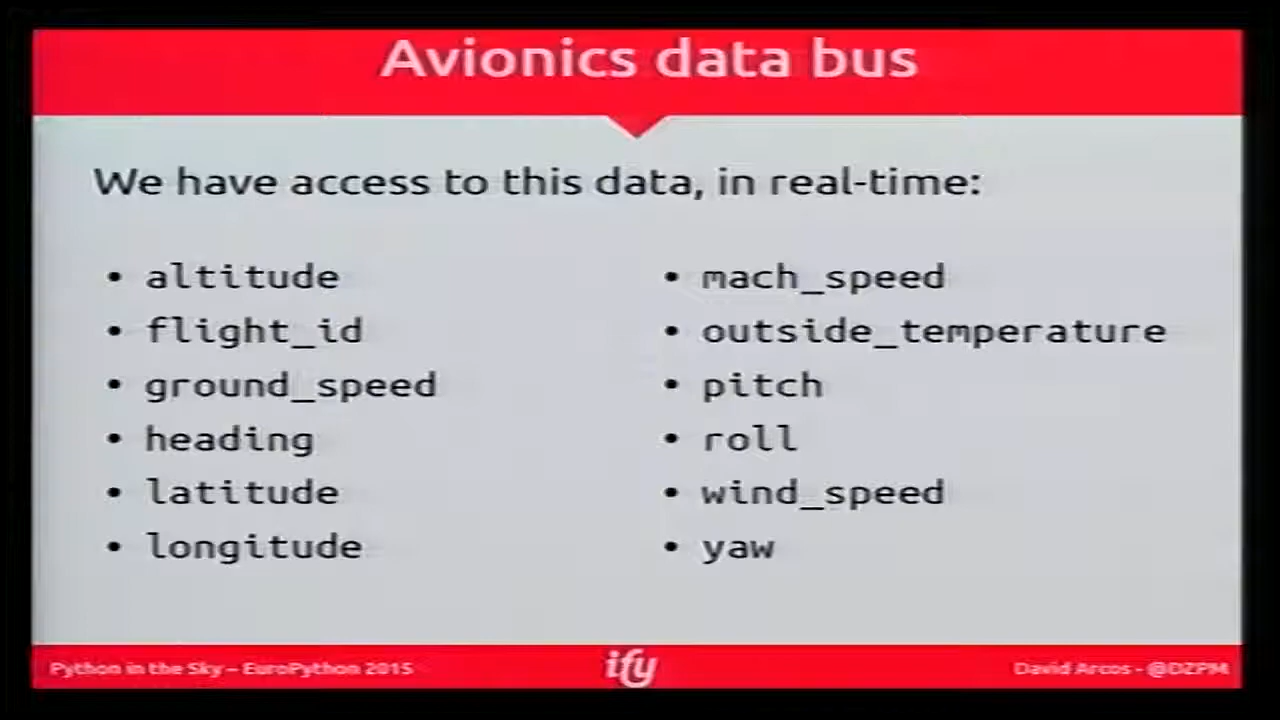 Avionics data bus
We have access to this data, in real-time:
• altitude
• flight_id
• ground_speed
• heading
• latitude
• longitude
• mach_speed
• outside_temperature
• pitch
• roll
• wind_speed
• yaw
Python in the Sky – EuroPython 2015
ify
David Arcos - @DZPM